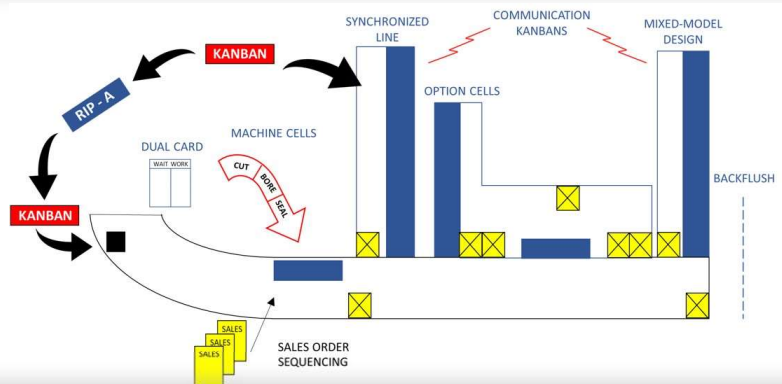 SYNCHRONIZED
LINE
COMMUNICATION
KANBANS
MIXED-MODEL
DESIGN
KANBAN
RIP - A
OPTION CELLS
MACHINE CELLS
DUAL CARD
WAIT WORK
CUT
BORE
SEAL
BACKFLUSH
KANBAN
SALES
SALES
SALES
SALES ORDER
SEQUENCING